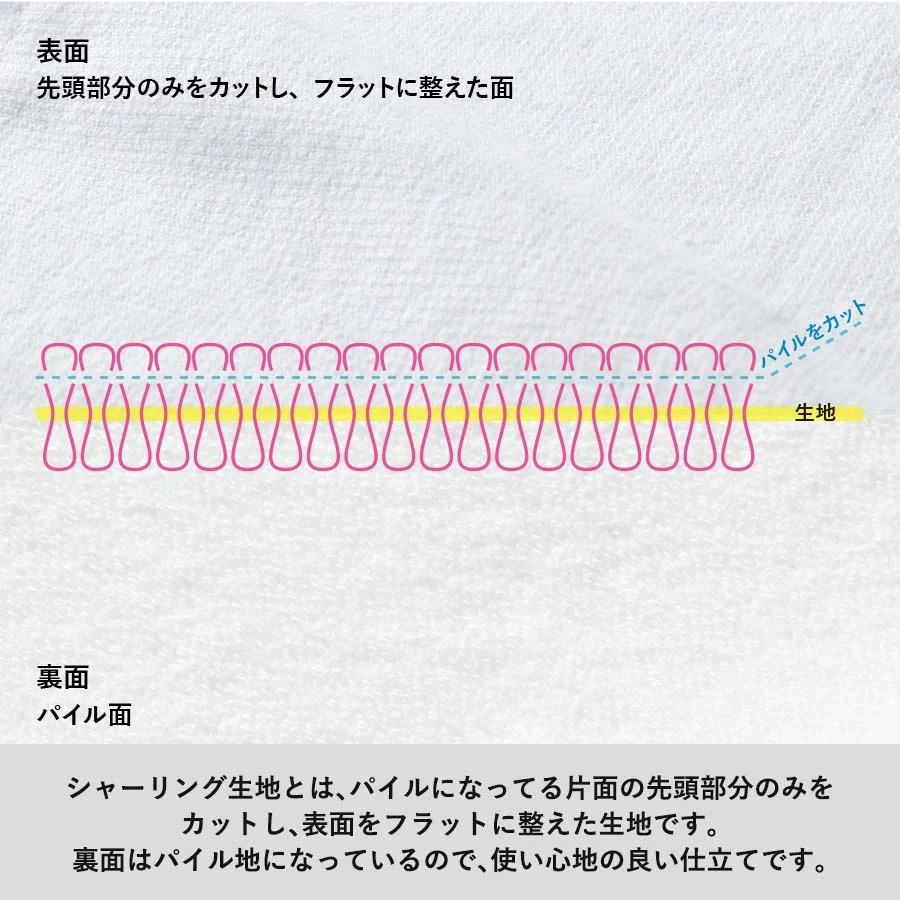 表面
先頭部分のみをカットし、フラットに整えた面
パイルをカット
生地
裏面
パイル面
シャーリング生地とは、パイルになってる片面の先頭部分のみを
カットし、表面をフラットに整えた生地です。
裏面はパイル地になっているので、使い心地の良い仕立てです。